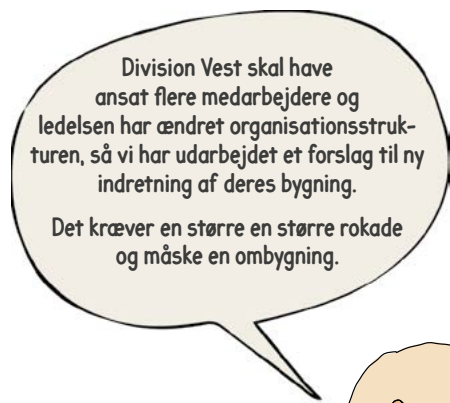 Division Vest skal have
ansat flere medarbejdere og
ledelsen har ændret organisationsstruk-
turen, så vi har udarbejdet et forslag til ny
indretning af deres bygning.
Det kræver en større en større rokade
og måske en ombygning.